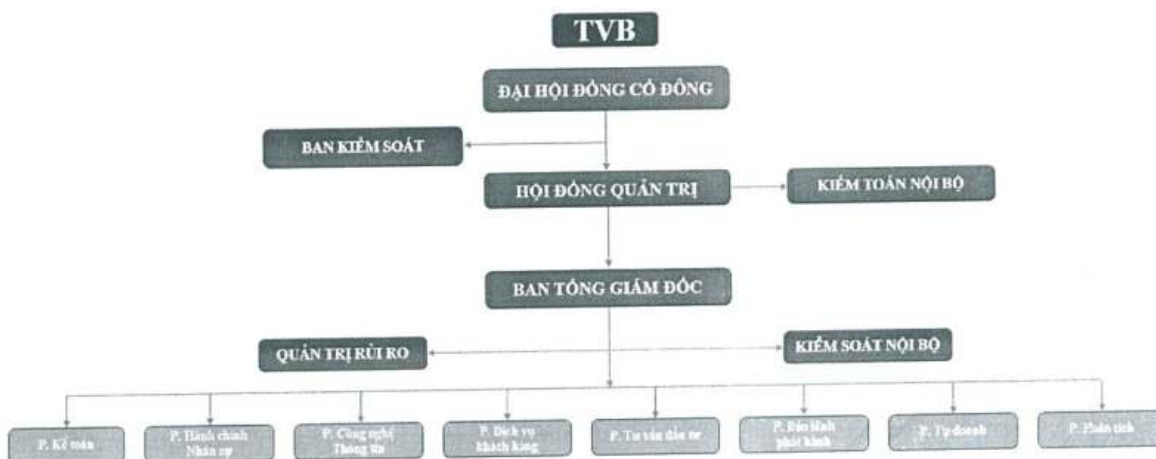 TVB
ĐẠI HỘI ĐỒNG CỔ ĐÔNG
BAN KIỂM SOÁT
HỘI ĐỒNG QUẢN TRỊ
KIỂM TOÁN NỘI BỘ
BAN TỔNG GIÁM ĐỐC
QUẢN TRỊ RỦI RO
KIỂM SOÁT NỘI BỘ
P. Kế toán
P. Hành chính
Nhân sự
P. Công nghệ
Thông tin
P. Dịch vụ
khách hàng
P. Tư vấn đầu tư
P. Bảo lãnh
phát hành
P. Tự doanh
P. Phân tích